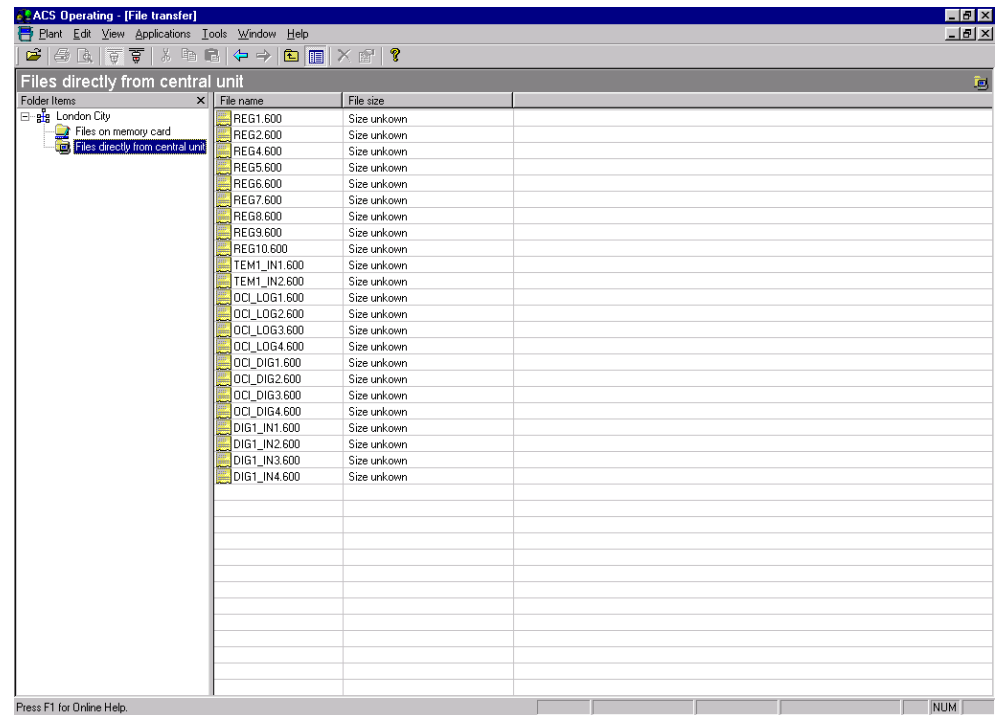 ACS Operating - [File transfer]
Plant Edit View Applications Tools Window Help
Files directly from central unit
Folder Items File name File size
London City
Files on memory card
Files directly from central unit
REG1.600 Size unkown
REG2.600 Size unkown
REG4.600 Size unkown
REG5.600 Size unkown
REG6.600 Size unkown
REG7.600 Size unkown
REG8.600 Size unkown
REG9.600 Size unkown
REG10.600 Size unkown
TEM1_IN1.600 Size unkown
TEM1_IN2.600 Size unkown
OCI_LOG1.600 Size unkown
OCI_LOG2.600 Size unkown
OCI_LOG3.600 Size unkown
OCI_LOG4.600 Size unkown
OCI_DIG1.600 Size unkown
OCI_DIG2.600 Size unkown
OCI_DIG3.600 Size unkown
OCI_DIG4.600 Size unkown
DIG1_IN1.600 Size unkown
DIG1_IN2.600 Size unkown
DIG1_IN3.600 Size unkown
DIG1_IN4.600 Size unkown
Press F1 for Online Help. NUM